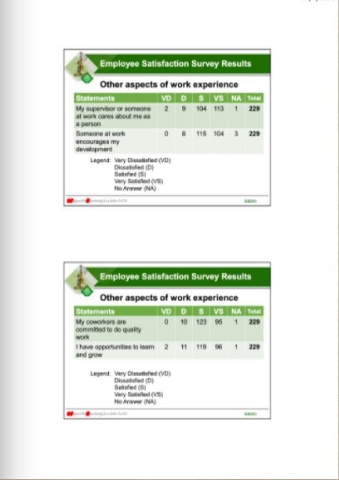 Employee Satisfaction Survey Results
Other aspects of work experience
Statements VD D S VS NA Total
My supervisor or someone 2 9 104 113 1 229
at work cares about me as
a person
Someone at work 0 8 115 104 3 229
encourages my
development
Legend: Very Dissatisfied (VD)
Dissatisfied (D)
Satisfied (S)
Very Satisfied (VS)
No Answer (NA)
Employee Satisfaction Survey Results
Other aspects of work experience
Statements VD D S VS NA Total
My coworkers are 0 10 123 95 1 229
committed to do quality
work
I have opportunities to learn 2 11 119 96 1 229
and grow
Legend: Very Dissatisfied (VD)
Dissatisfied (D)
Satisfied (S)
Very Satisfied (VS)
No Answer (NA)